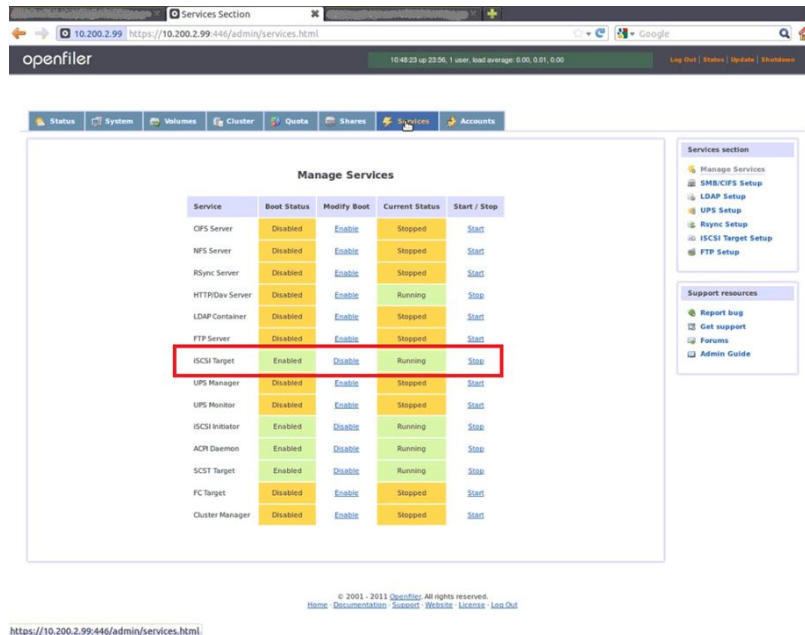 Services Section
10.200.2.99 https://10.200.2.99:446/admin/services.html
Google
openfiler
10:48:23 up 23:56, 1 user, load average: 0.00, 0.01, 0.00
Log Out | Status | Update | Shutdown
Status System Volumes Cluster Quota Shares Services Accounts
Manage Services
Service Boot Status Modify Boot Current Status Start / Stop
CIFS Server Disabled Enable Stopped Start
NFS Server Disabled Enable Stopped Start
RSync Server Disabled Enable Stopped Start
HTTP/Dav Server Disabled Enable Running Stop
LDAP Container Disabled Enable Stopped Start
FTP Server Disabled Enable Stopped Start
iSCSI Target Enabled Disable Running Stop
UPS Manager Disabled Enable Stopped Start
UPS Monitor Disabled Enable Stopped Start
iSCSI Initiator Enabled Disable Running Stop
ACPI Daemon Enabled Disable Running Stop
SCST Target Enabled Disable Running Stop
FC Target Disabled Enable Stopped Start
Cluster Manager Disabled Enable Stopped Start
Services section
Manage Services
SMB/CIFS Setup
LDAP Setup
UPS Setup
Rsync Setup
iSCSI Target Setup
FTP Setup
Support resources
Report bug
Get support
Forums
Admin Guide
© 2001 - 2011 Openfiler. All rights reserved.
Home · Documentation · Support · Website · License · Log Out
https://10.200.2.99:446/admin/services.html